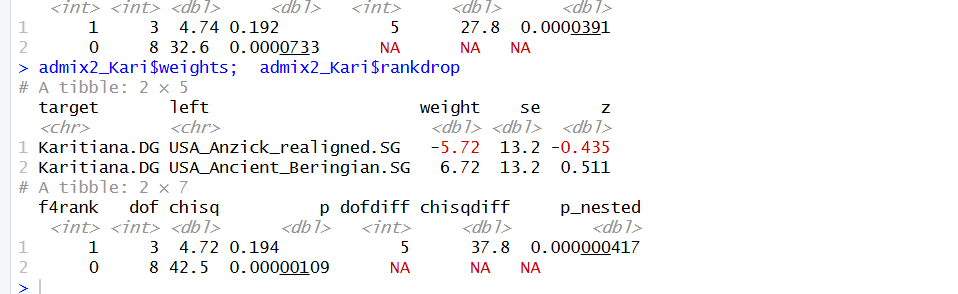 <int> <int> <dbl> <dbl> <int> <dbl> <dbl>
1 1 3 4.74 0.192 5 27.8 0.0000391
2 0 8 32.6 0.0000733 NA NA NA
> admix2_Kari$weights; admix2_Kari$rankdrop
# A tibble: 2 × 5
target left weight se z
<chr> <chr> <dbl> <dbl> <dbl>
1 Karitiana.DG USA_Anzick_realigned.SG -5.72 13.2 -0.435
2 Karitiana.DG USA_Ancient_Beringian.SG 6.72 13.2 0.511
# A tibble: 2 × 7
f4rank dof chisq p dofdiff chisqdiff p_nested
<int> <int> <dbl> <dbl> <int> <dbl> <dbl>
1 1 3 4.72 0.194 5 37.8 0.000000417
2 0 8 42.5 0.00000109 NA NA NA
>